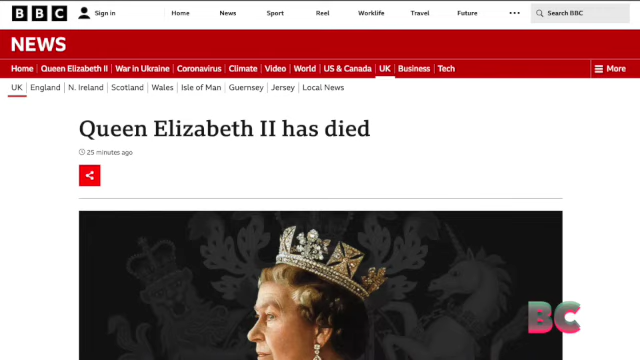 BBC Sign in Home News Sport Reel Worklife Travel Future ••• Search BBC
NEWS
Home Queen Elizabeth II War in Ukraine Coronavirus Climate Video World US & Canada UK Business Tech More
UK England N. Ireland Scotland Wales Isle of Man Guernsey Jersey Local News
Queen Elizabeth II has died
25 minutes ago
BC